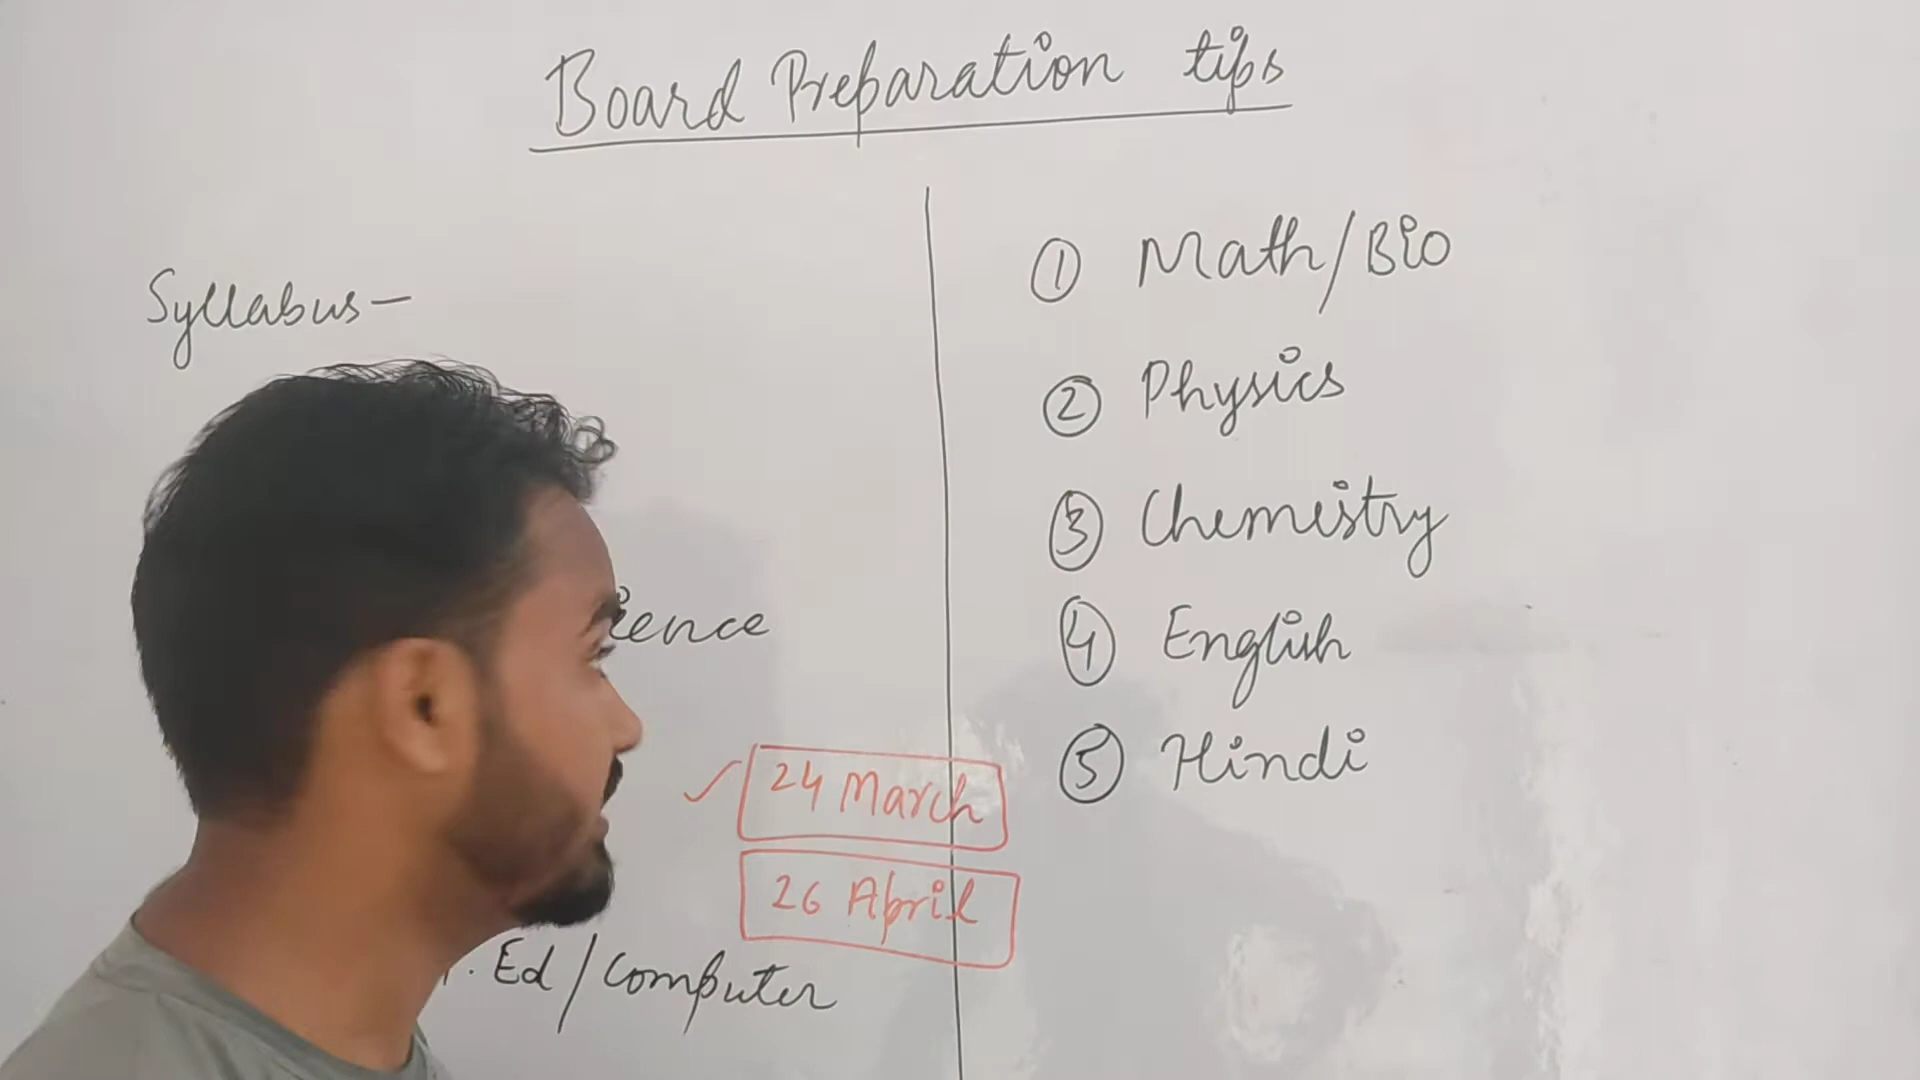 Board Preparation tips
Syllabus-
Ed/Computer
24 March
26 April
① Math/Bio
② Physics
③ Chemistry
④ English
⑤ Hindi